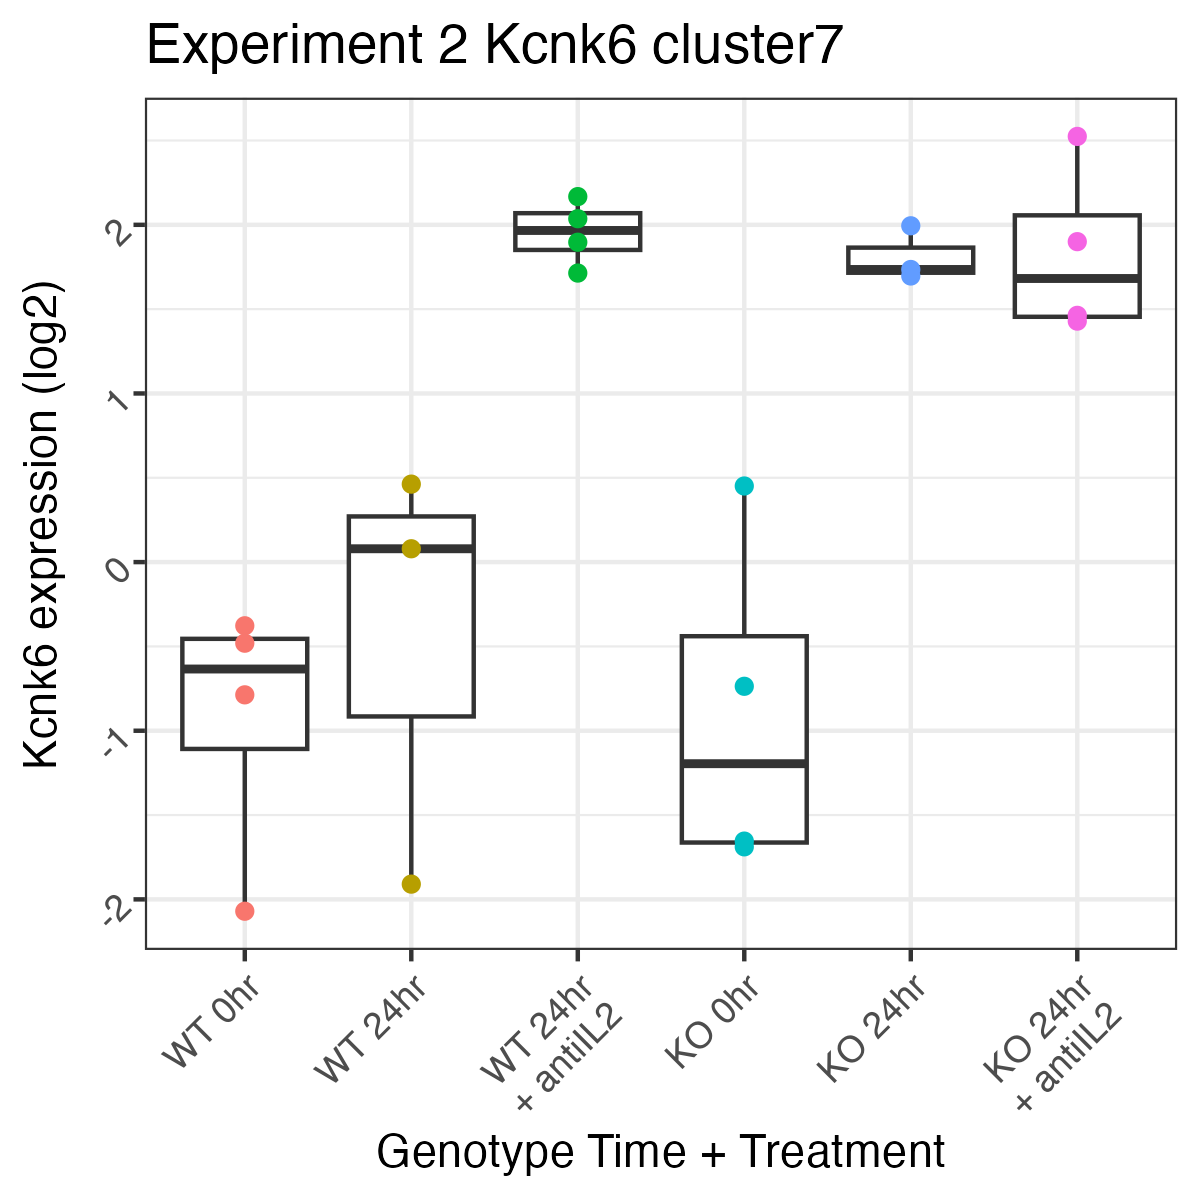 Experiment 2 Kcnk6 cluster7
Kcnk6 expression (log2)
2
1
0
-1
-2
WT 0hr
WT 24hr
WT 24hr
+ antiIL2
KO 0hr
KO 24hr
KO 24hr
+ antiIL2
Genotype Time + Treatment